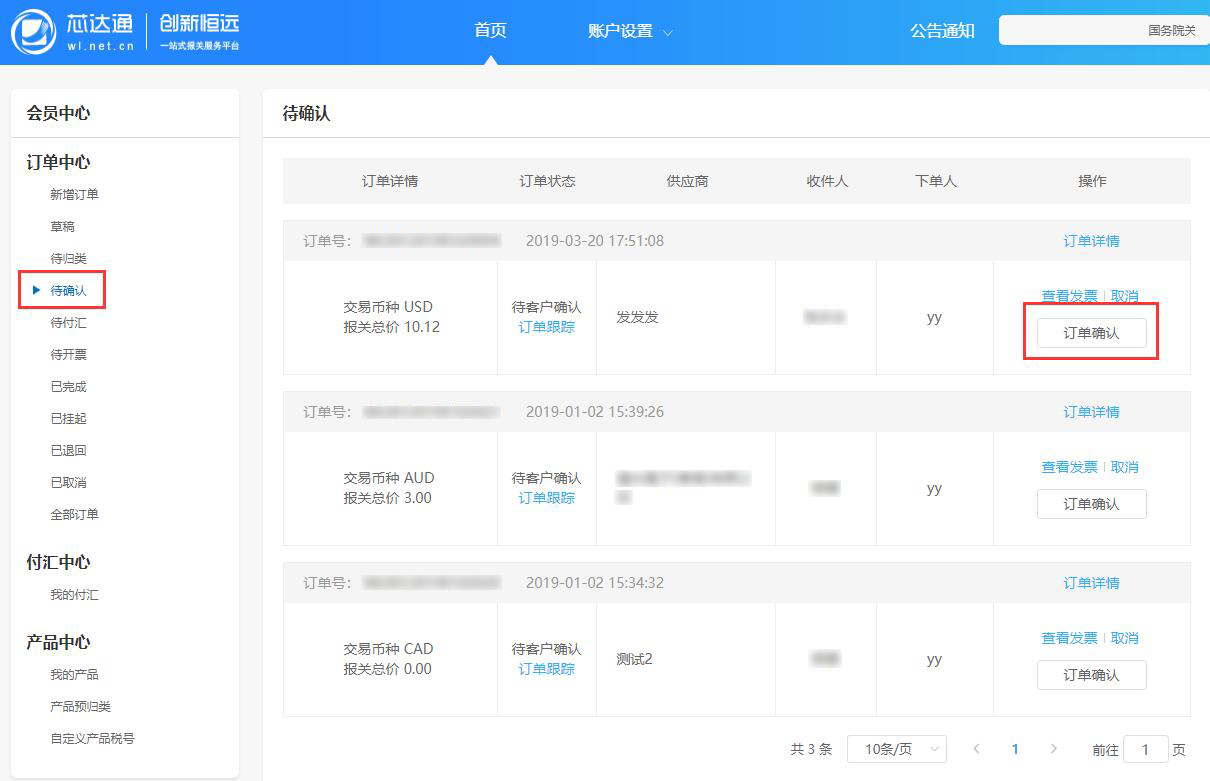 芯达通 创新恒远
wl.net.cn 一站式报关服务平台
首页 账户设置 公告通知 国务院关
会员中心
订单中心
新增订单
草稿
待归类
待确认
待付汇
待开票
已完成
已挂起
已退回
已取消
全部订单
付汇中心
我的付汇
产品中心
我的产品
产品预归类
自定义产品税号
待确认
订单详情 订单状态 供应商 收件人 下单人 操作
订单号： 2019-03-20 17:51:08 订单详情
交易币种 USD
报关总价 10.12
待客户确认
订单跟踪
发发发
yy
查看发票 | 取消
订单确认
订单号： 2019-01-02 15:39:26 订单详情
交易币种 AUD
报关总价 3.00
待客户确认
订单跟踪
yy
查看发票 | 取消
订单确认
订单号： 2019-01-02 15:34:32 订单详情
交易币种 CAD
报关总价 0.00
待客户确认
订单跟踪
测试2
yy
查看发票 | 取消
订单确认
共 3 条 10条/页 1 前往 1 页